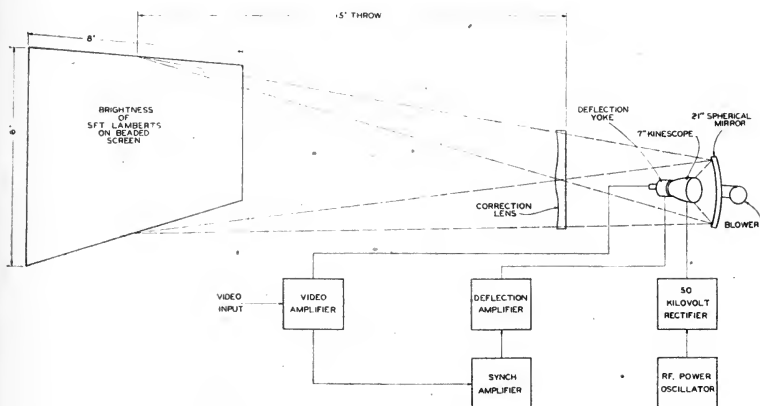 8'
15' THROW
6'
BRIGHTNESS
OF
5FT LAMBERTS
ON BEADED
SCREEN
DEFLECTION
YOKE
7" KINESCOPE
21" SPHERICAL
MIRROR
CORRECTION
LENS
BLOWER
VIDEO
INPUT
VIDEO
AMPLIFIER
DEFLECTION
AMPLIFIER
50
KILOVOLT
RECTIFIER
SYNCH
AMPLIFIER
RF. POWER
OSCILLATOR